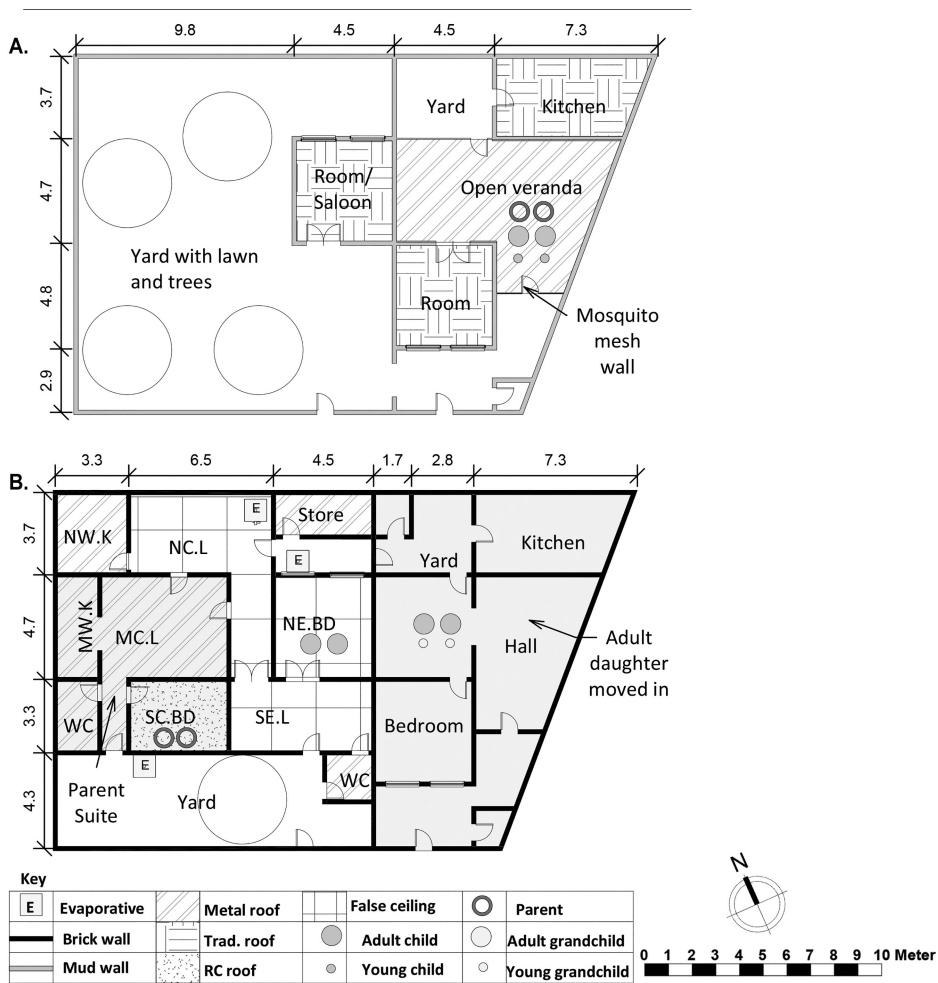 A.
9.8 4.5 4.5 7.3
3.7
4.7
4.8
2.9
Yard
Kitchen
Room/
Saloon
Open veranda
Yard with lawn
and trees
Room
Mosquito
mesh
wall
B.
3.3 6.5 4.5 1.7 2.8 7.3
3.7
4.7
3.3
4.3
NW.K
NC.L
E
Store
E
Yard
Kitchen
MW.K
MC.L
NE.BD
Hall
Adult
daughter
moved in
WC
SC.BD
SE.L
Bedroom
E
WC
Parent
Suite
Yard
Key
E Evaporative Metal roof False ceiling Parent
Brick wall Trad. roof Adult child Adult grandchild
Mud wall RC roof Young child Young grandchild
N
0 1 2 3 4 5 6 7 8 9 10 Meter